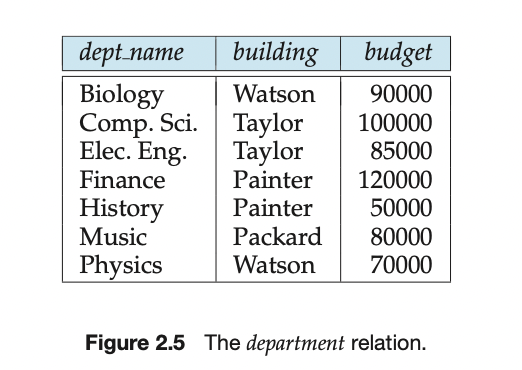 dept_name building budget
Biology Watson 90000
Comp. Sci. Taylor 100000
Elec. Eng. Taylor 85000
Finance Painter 120000
History Painter 50000
Music Packard 80000
Physics Watson 70000
Figure 2.5 The department relation.